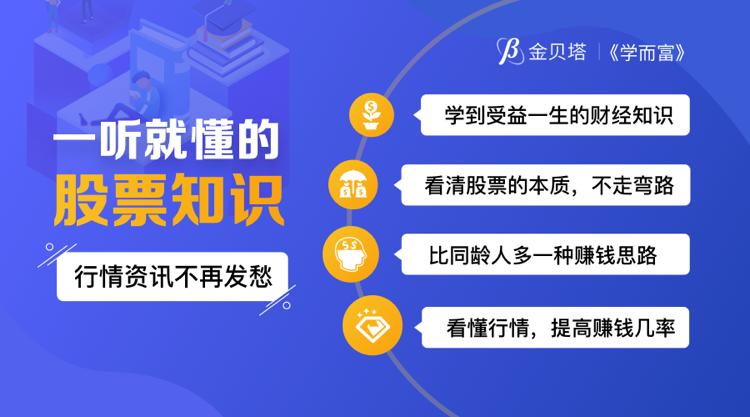 金贝塔 | 《学而富》
一听就懂的
股票知识
行情资讯不再发愁
学到受益一生的财经知识
看清股票的本质，不走弯路
比同龄人多一种赚钱思路
看懂行情，提高赚钱几率